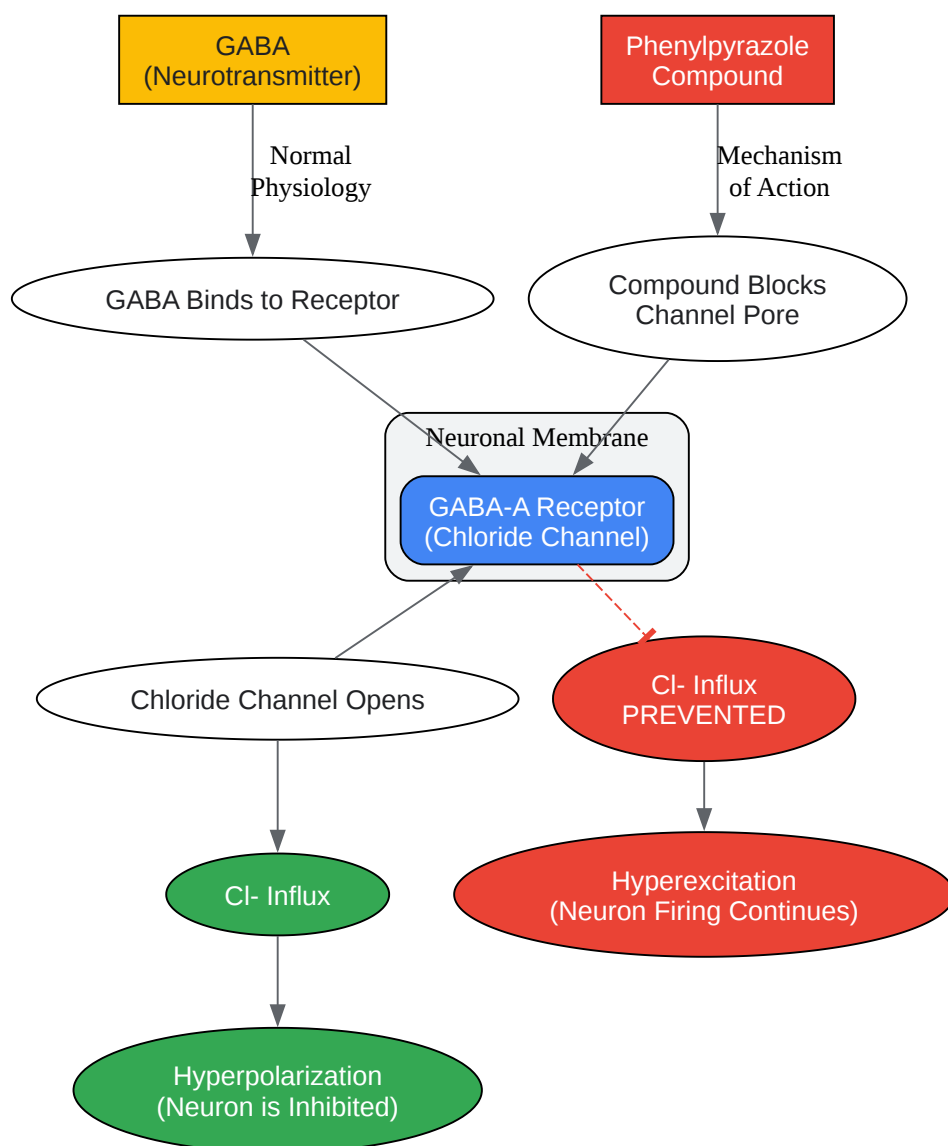 GABA
(Neurotransmitter)
Phenylpyrazole
Compound
Normal
Physiology
Mechanism
of Action
GABA Binds to Receptor
Compound Blocks
Channel Pore
Neuronal Membrane
GABA-A Receptor
(Chloride Channel)
Chloride Channel Opens
Cl- Influx
PREVENTED
Cl- Influx
Hyperexcitation
(Neuron Firing Continues)
Hyperpolarization
(Neuron is Inhibited)